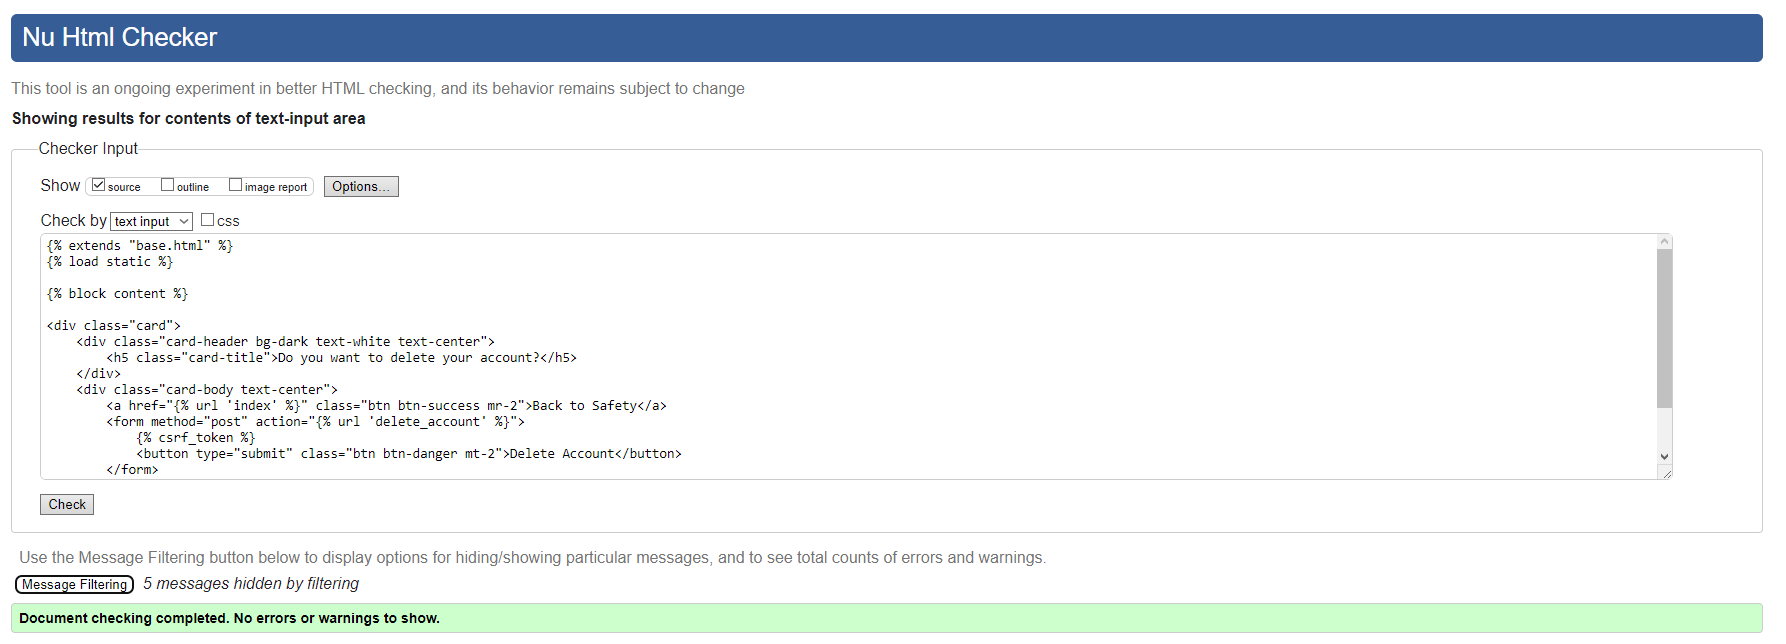 Nu Html Checker
This tool is an ongoing experiment in better HTML checking, and its behavior remains subject to change
Showing results for contents of text-input area
Checker Input
Show source outline image report Options...
Check by text input css
{% extends "base.html" %}
{% load static %}
{% block content %}
<div class="card">
    <div class="card-header bg-dark text-white text-center">
        <h5 class="card-title">Do you want to delete your account?</h5>
    </div>
    <div class="card-body text-center">
        <a href="{% url 'index' %}" class="btn btn-success mr-2">Back to Safety</a>
        <form method="post" action="{% url 'delete_account' %}">
            {% csrf_token %}
            <button type="submit" class="btn btn-danger mt-2">Delete Account</button>
        </form>
Check
Use the Message Filtering button below to display options for hiding/showing particular messages, and to see total counts of errors and warnings.
Message Filtering 5 messages hidden by filtering
Document checking completed. No errors or warnings to show.